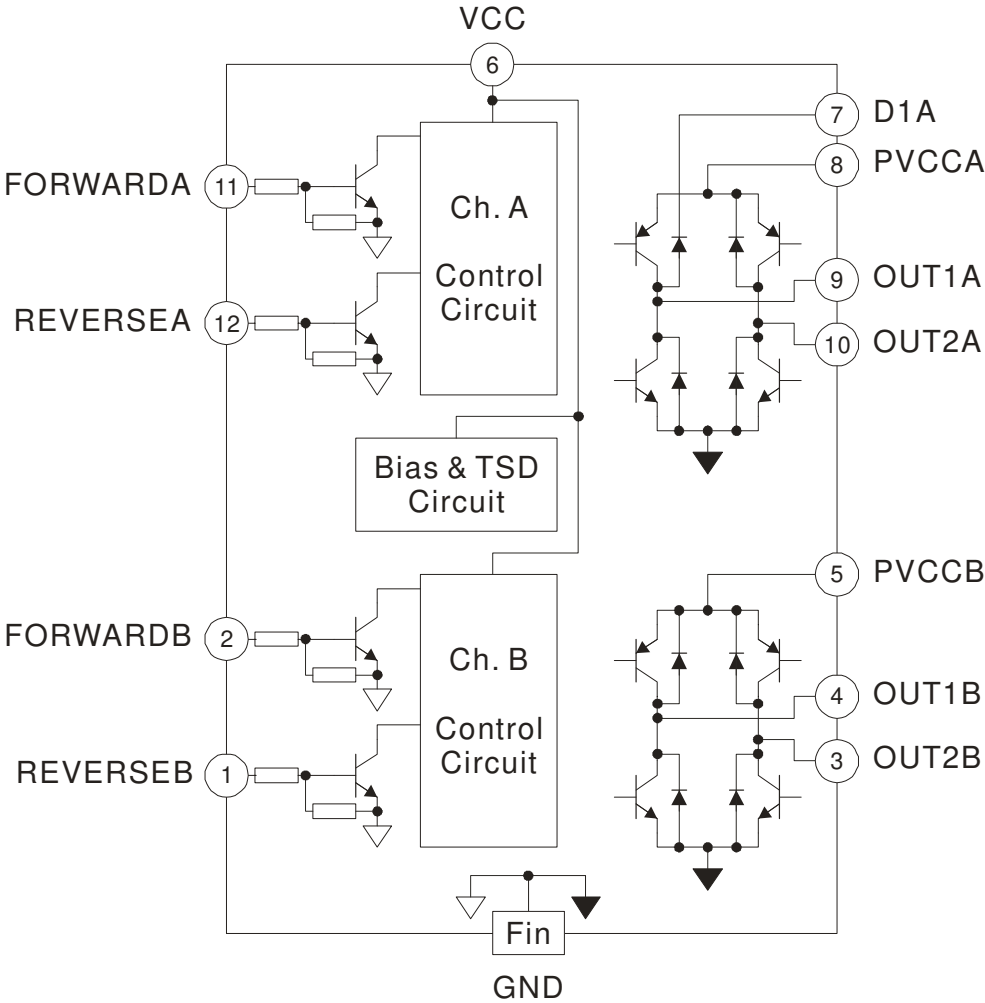 VCC
6
7 D1A
8 PVCCA
FORWARDA 11
Ch. A
Control
Circuit
9 OUT1A
REVERSEA 12
10 OUT2A
Bias & TSD
Circuit
5 PVCCB
FORWARDB 2
Ch. B
Control
Circuit
4 OUT1B
3 OUT2B
REVERSEB 1
Fin
GND